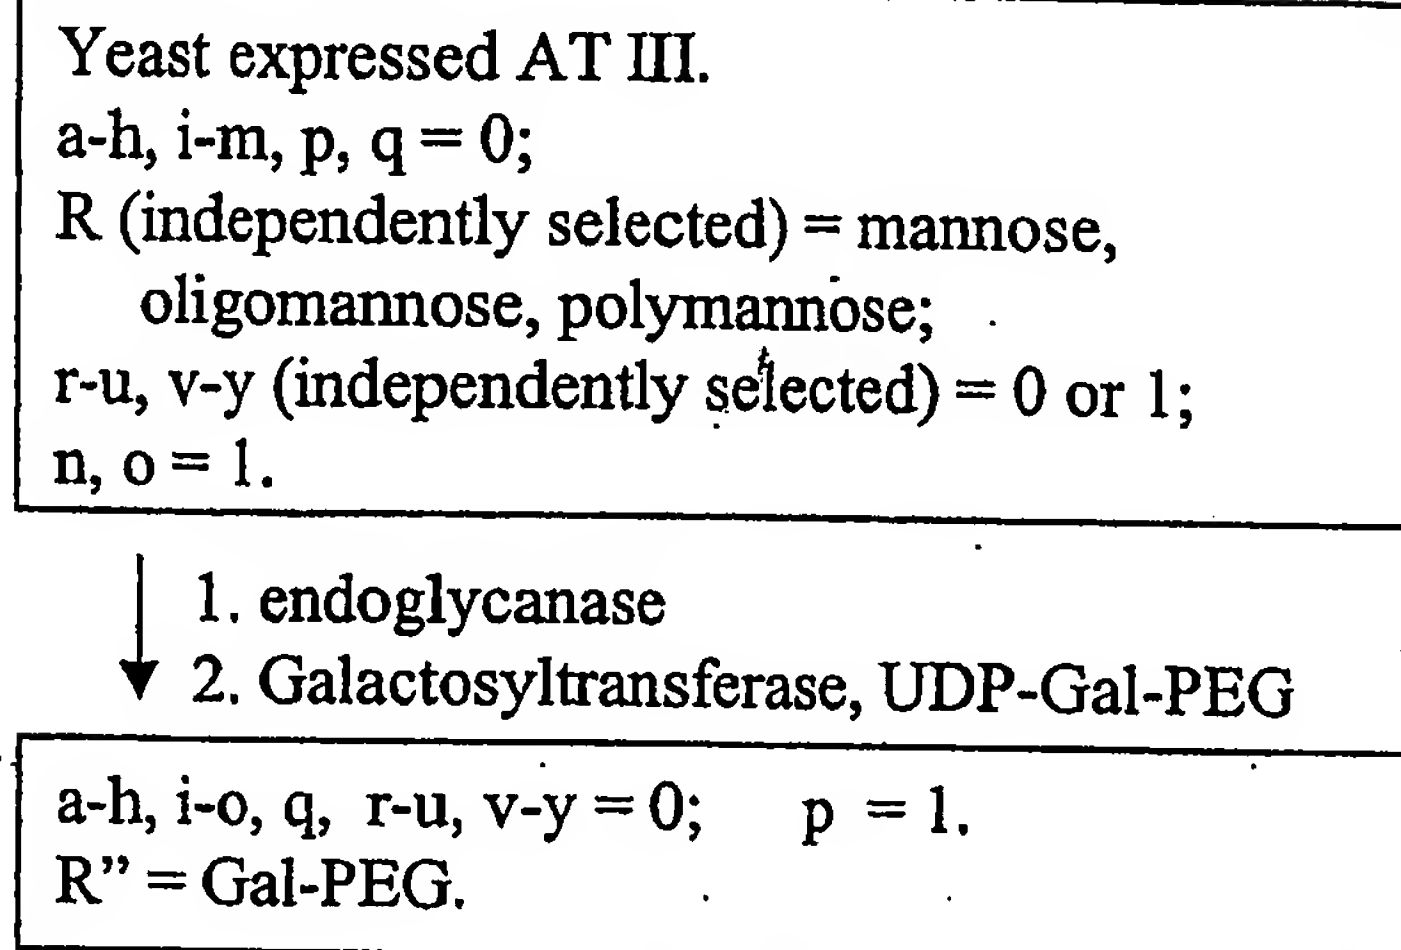 Yeast expressed AT III.
a-h, i-m, p, q = 0;
R (independently selected) = mannose,
oligomannose, polymannose;
r-u, v-y (independently selected) = 0 or 1;
n, o = 1.
1. endoglycanase
2. Galactosyltransferase, UDP-Gal-PEG
a-h, i-o, q, r-u, v-y = 0; p = 1.
R” = Gal-PEG.